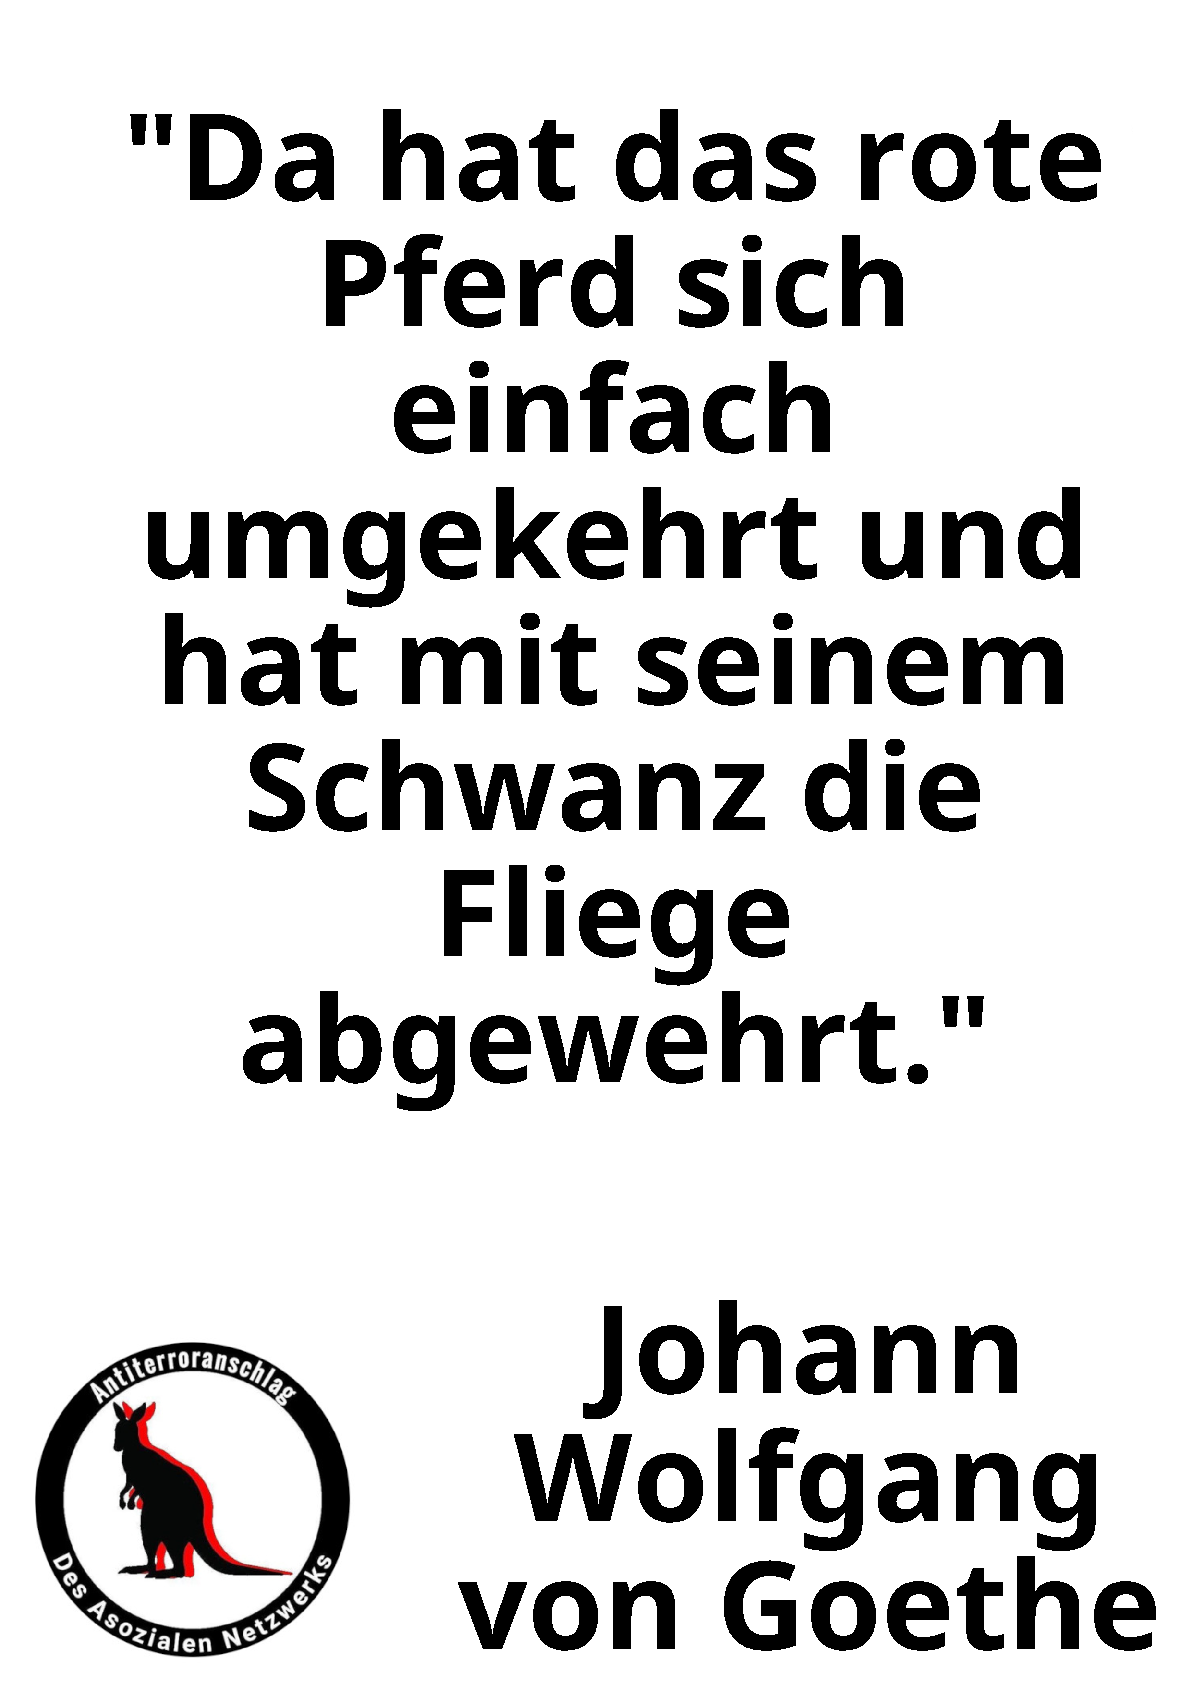 "Da hat das rote
Pferd sich
einfach
umgekehrt und
hat mit seinem
Schwanz die
Fliege
abgewehrt."
Johann
Wolfgang
von Goethe
Antiterroranschlag
Des Asozialen Netzwerks